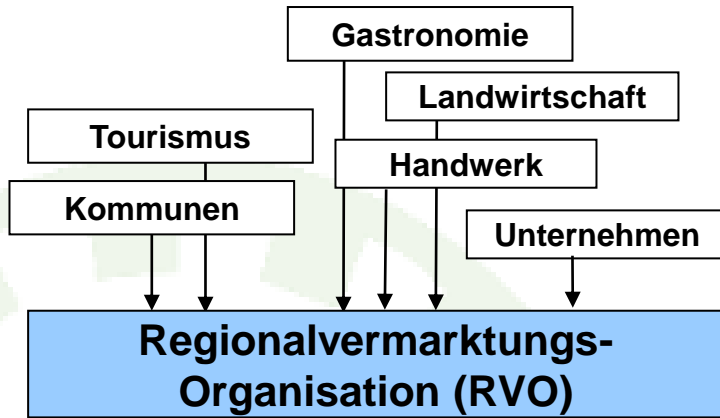 Gastronomie
Landwirtschaft
Tourismus
Handwerk
Kommunen
Unternehmen
Regionalvermarktungs-
Organisation (RVO)